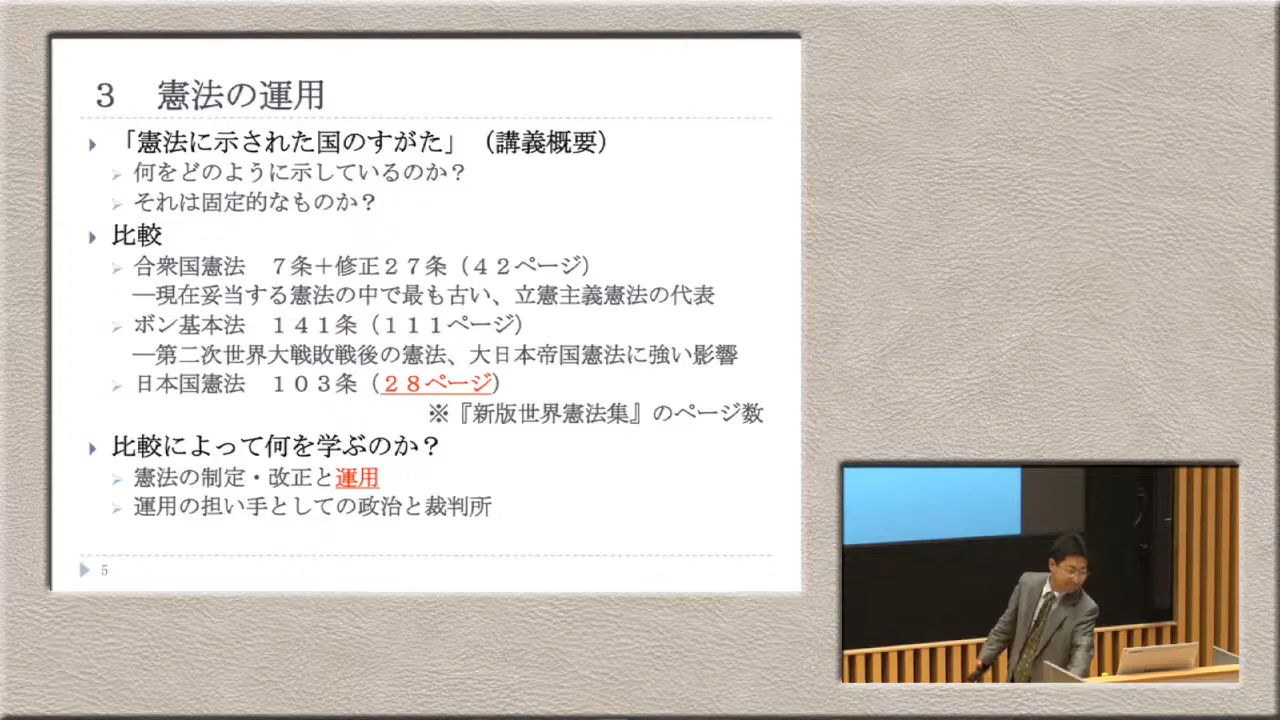 ３　憲法の運用
「憲法に示された国のすがた」（講義概要）
何をどのように示しているのか？
それは固定的なものか？
比較
合衆国憲法　７条＋修正２７条（４２ページ）
―現在妥当する憲法の中で最も古い、立憲主義憲法の代表
ボン基本法　１４１条（１１１ページ）
―第二次世界大戦敗戦後の憲法、大日本帝国憲法に強い影響
日本国憲法　１０３条（２８ページ）
※『新版世界憲法集』のページ数
比較によって何を学ぶのか？
憲法の制定・改正と運用
運用の担い手としての政治と裁判所
5